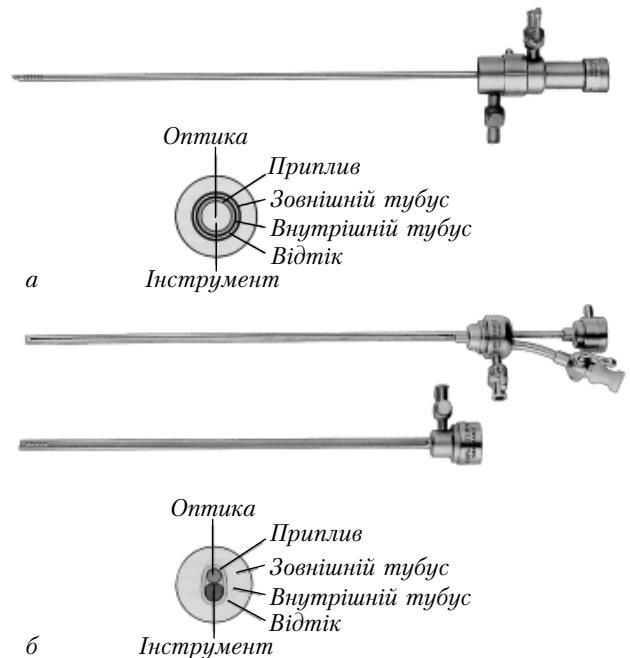 Оптика
Приплив
Зовнішній тубус
Внутрішній тубус
Відтік
Інструмент
а
Оптика
Приплив
Зовнішній тубус
Внутрішній тубус
Відтік
Інструмент
б